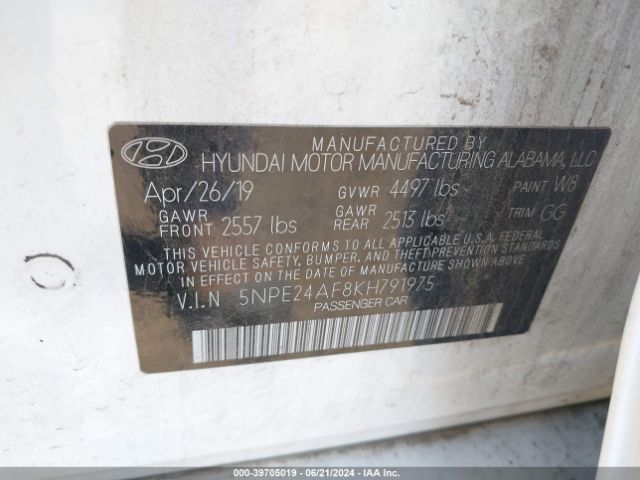 MANUFACTURED BY
HYUNDAI MOTOR MANUFACTURING ALABAMA, LLC
Apr/26/19 GVWR 4497 lbs PAINT W8
GAWR FRONT 2557 lbs GAWR REAR 2513 lbs TRIM GG
THIS VEHICLE CONFORMS TO ALL APPLICABLE U.S.A. FEDERAL
MOTOR VEHICLE SAFETY, BUMPER, AND THEFT PREVENTION STANDARDS
IN EFFECT ON THE DATE OF MANUFACTURE SHOWN ABOVE.
V.I.N 5NPE24AF8KH791975
PASSENGER CAR
000-39705019 - 06/21/2024 - IAA Inc.